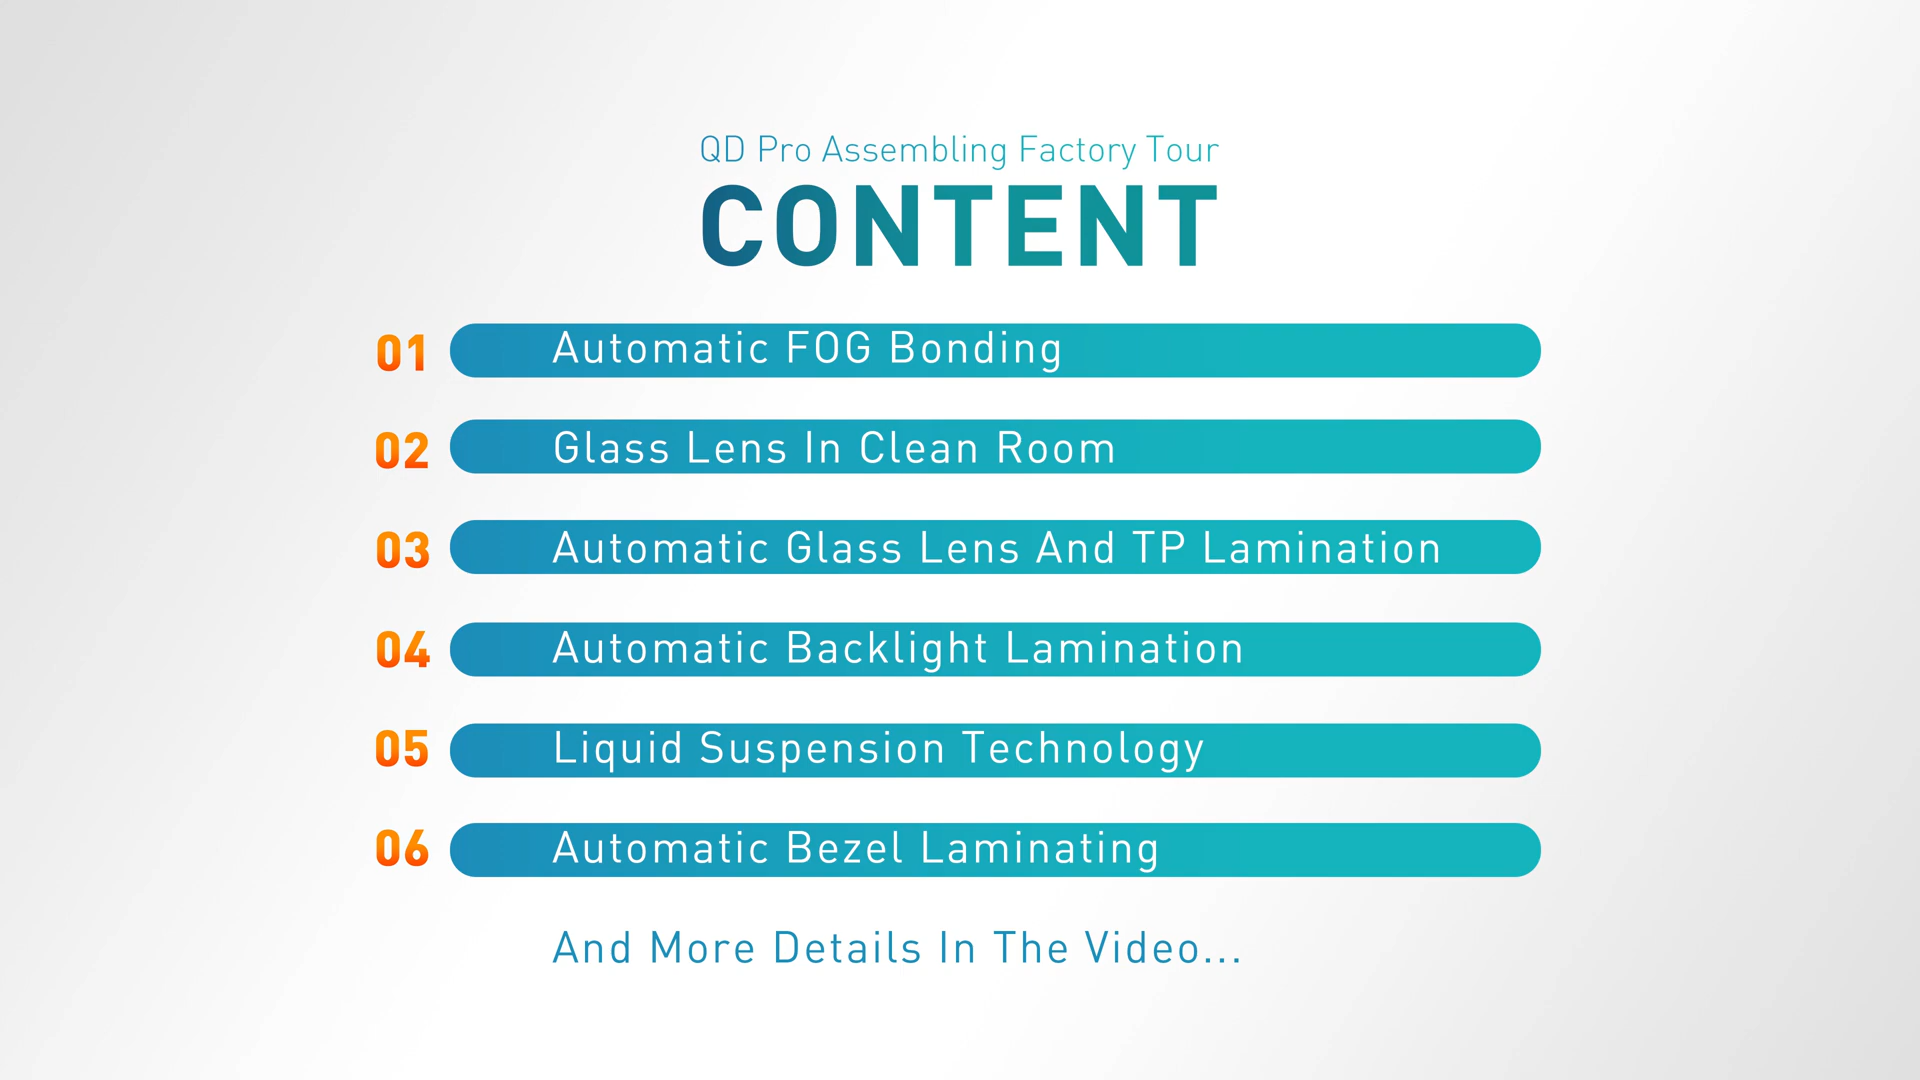 QD Pro Assembling Factory Tour
CONTENT
01 Automatic FOG Bonding
02 Glass Lens In Clean Room
03 Automatic Glass Lens And TP Lamination
04 Automatic Backlight Lamination
05 Liquid Suspension Technology
06 Automatic Bezel Laminating
And More Details In The Video...